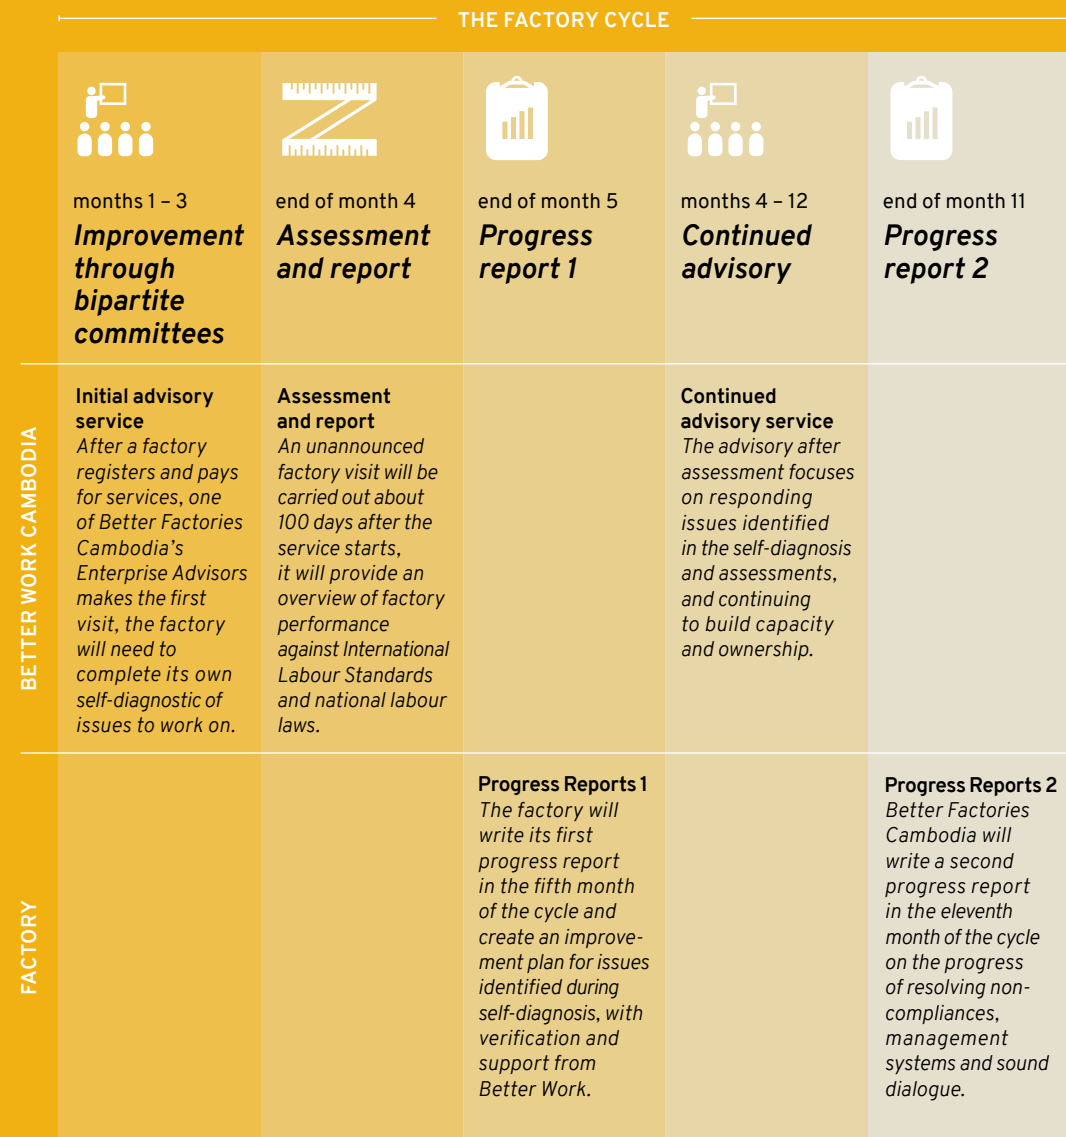 THE FACTORY CYCLE
months 1 – 3
Improvement
through
bipartite
committees
end of month 4
Assessment
and report
end of month 5
Progress
report 1
months 4 – 12
Continued
advisory
end of month 11
Progress
report 2
BETTER WORK CAMBODIA
Initial advisory
service
After a factory
registers and pays
for services, one
of Better Factories
Cambodia's
Enterprise Advisors
makes the first
visit, the factory
will need to
complete its own
self-diagnostic of
issues to work on.
Assessment
and report
An unannounced
factory visit will be
carried out about
100 days after the
service starts,
it will provide an
overview of factory
performance
against International
Labour Standards
and national labour
laws.
Continued
advisory service
The advisory after
assessment focuses
on responding
issues identified
in the self-diagnosis
and assessments,
and continuing
to build capacity
and ownership.
FACTORY
Progress Reports 1
The factory will
write its first
progress report
in the fifth month
of the cycle and
create an improve-
ment plan for issues
identified during
self-diagnosis, with
verification and
support from
Better Work.
Progress Reports 2
Better Factories
Cambodia will
write a second
progress report
in the eleventh
month of the cycle
on the progress
of resolving non-
compliances,
management
systems and sound
dialogue.